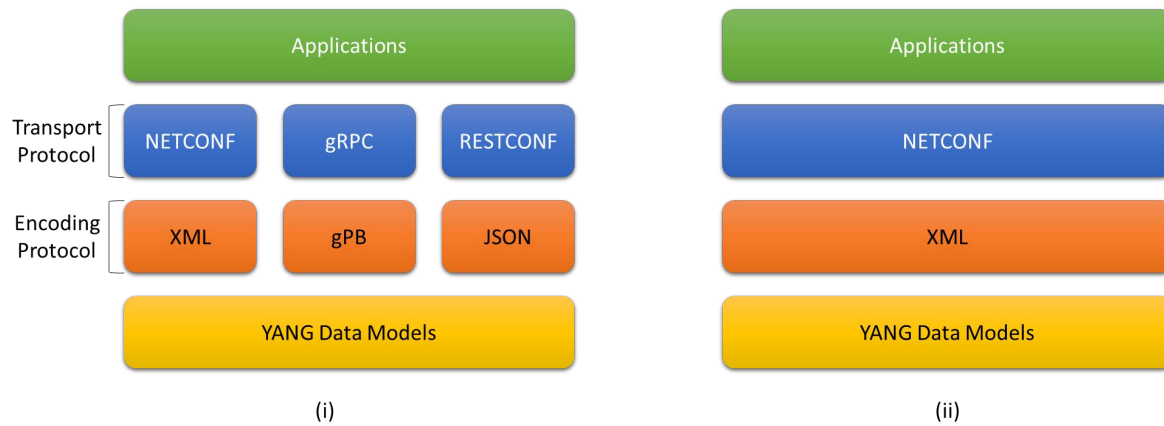 Applications
Transport
Protocol
NETCONF
gRPC
RESTCONF
Encoding
Protocol
XML
gPB
JSON
YANG Data Models
(i)
Applications
NETCONF
XML
YANG Data Models
(ii)